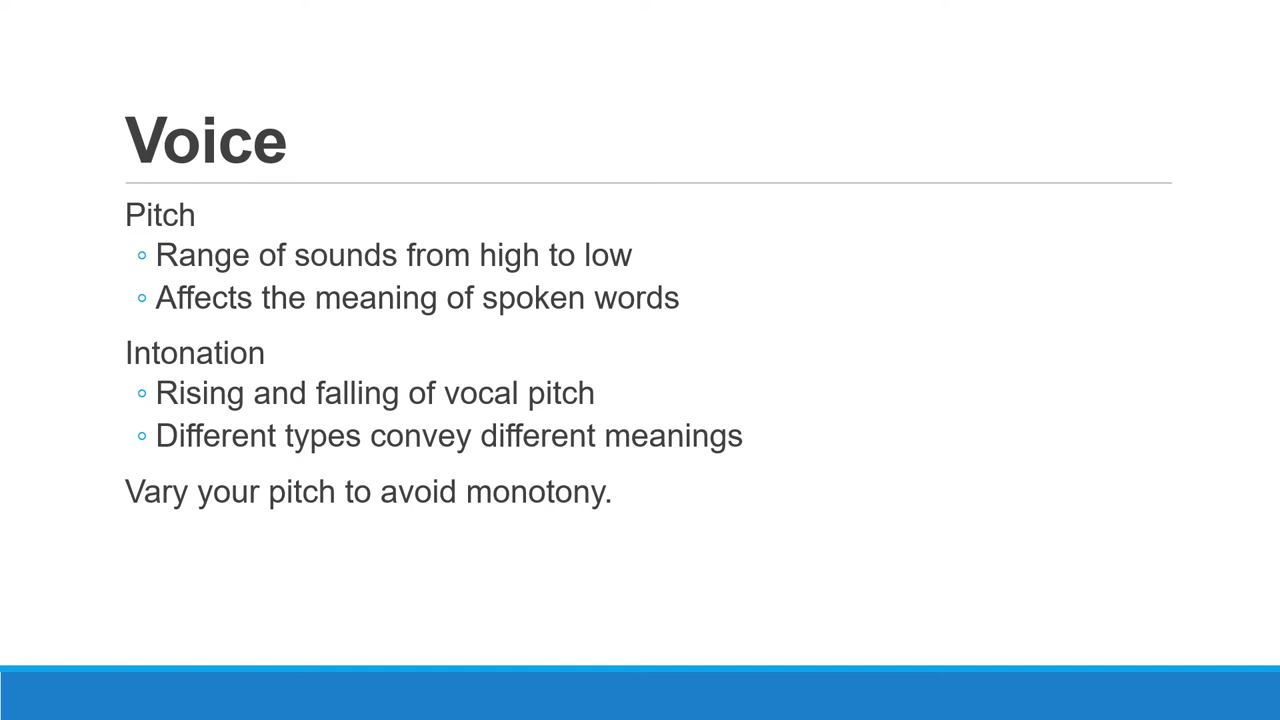 Voice
Pitch
◦ Range of sounds from high to low
◦ Affects the meaning of spoken words
Intonation
◦ Rising and falling of vocal pitch
◦ Different types convey different meanings
Vary your pitch to avoid monotony.